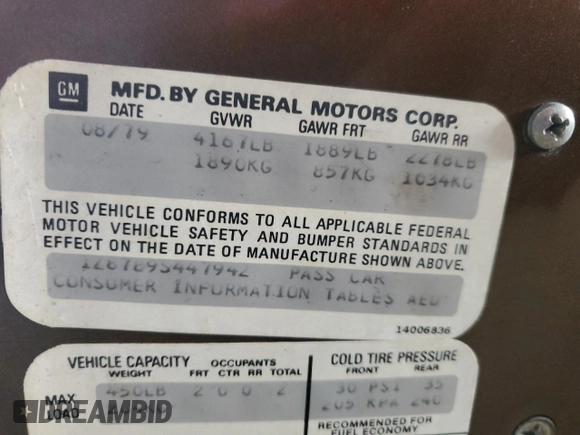 GM MFD. BY GENERAL MOTORS CORP.
DATE GVWR GAWR FRT GAWR RR
08/79 4167LB 1889LB 2278LB
1890KG 857KG 1034KG
THIS VEHICLE CONFORMS TO ALL APPLICABLE FEDERAL
MOTOR VEHICLE SAFETY AND BUMPER STANDARDS IN
EFFECT ON THE DATE OF MANUFACTURE SHOWN ABOVE.
1Z87895447942 PASS CAR
CONSUMER INFORMATION TABLES AED
14006836
VEHICLE CAPACITY OCCUPANTS COLD TIRE PRESSURE
WEIGHT FRT CTR RR TOTAL FRONT REAR
MAX 450LB 2 0 0 2 30 PSI 35
LOAD 205 KPA 240
RECOMMENDED FOR
FUEL ECONOMY
DREAMBID